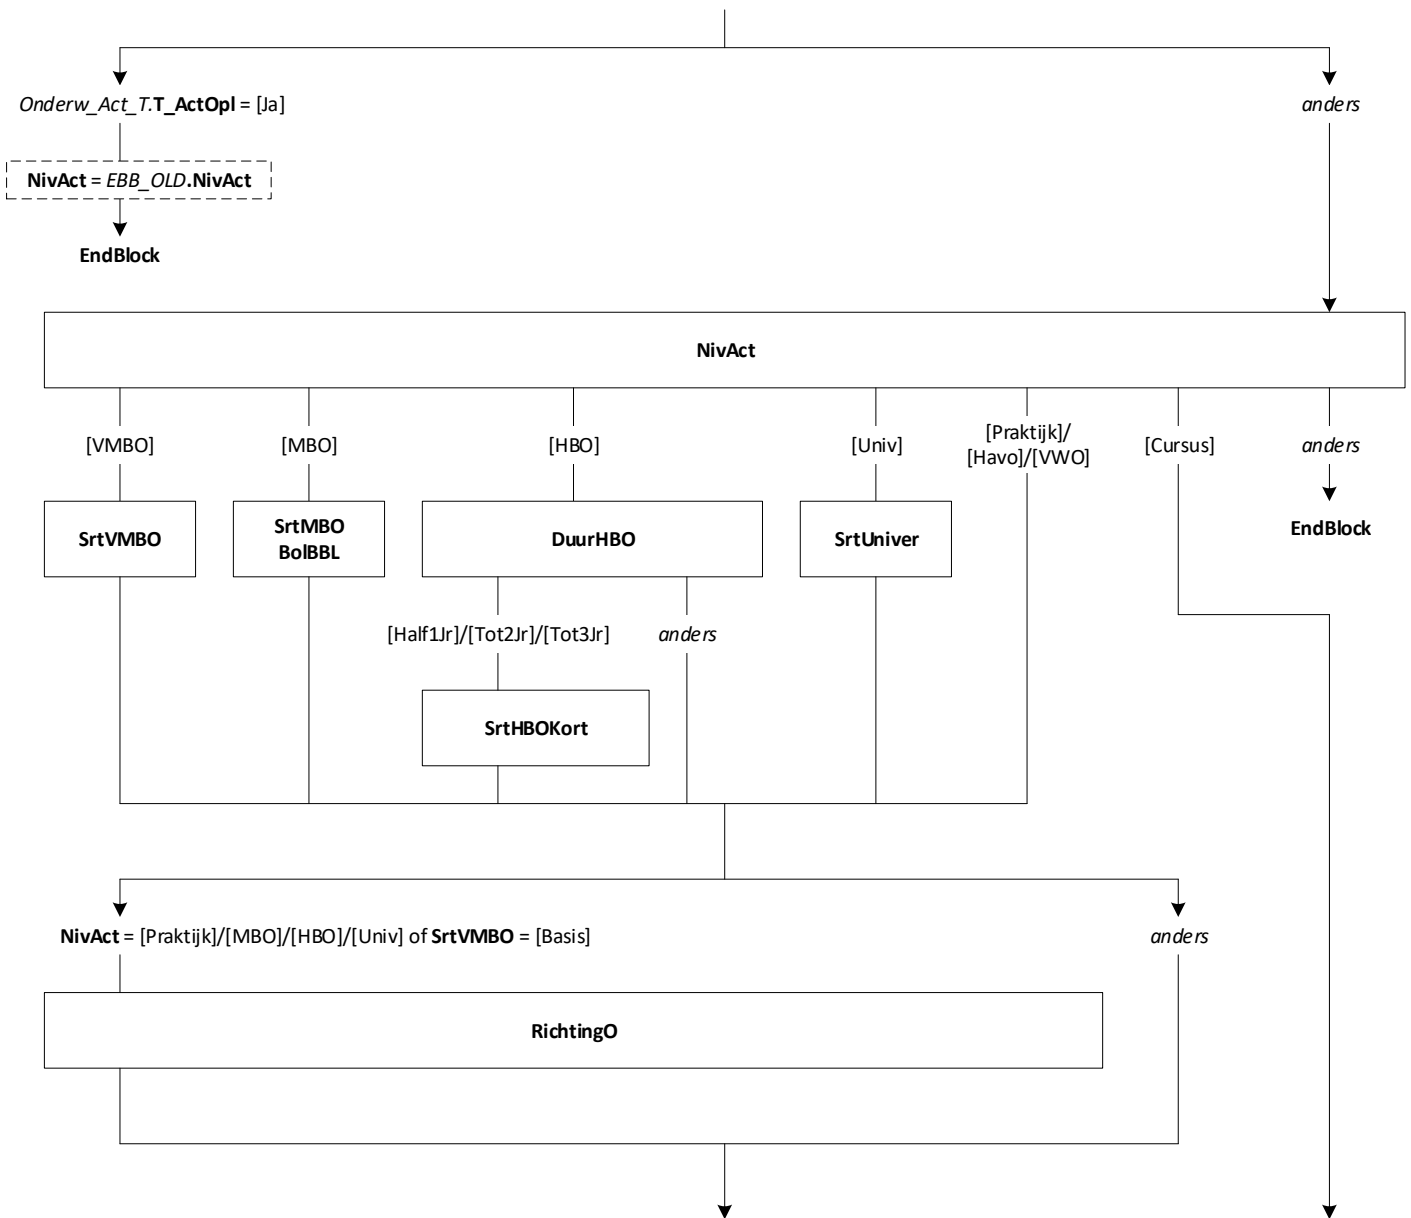 Onderw_Act_T.T_ActOpl = [Ja]
anders
NivAct = EBB_OLD.NivAct
EndBlock
NivAct
[VMBO]
[MBO]
[HBO]
[Univ]
[Praktijk]/
[Havo]/[VWO]
[Cursus]
anders
SrtVMBO
SrtMBO
BolBBL
DuurHBO
SrtUniver
EndBlock
[Half1Jr]/[Tot2Jr]/[Tot3Jr]
anders
SrtHBOKort
NivAct = [Praktijk]/[MBO]/[HBO]/[Univ] of SrtVMBO = [Basis]
anders
RichtingO